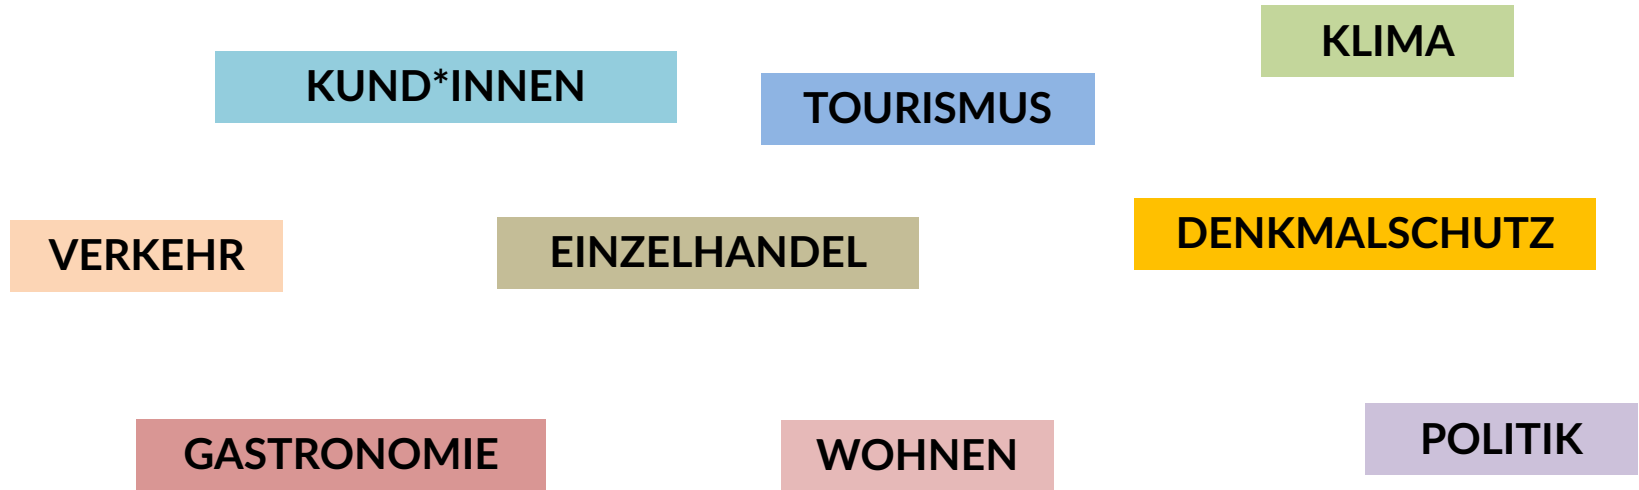 KLIMA
KUND*INNEN
TOURISMUS
DENKMALSCHUTZ
VERKEHR
EINZELHANDEL
POLITIK
GASTRONOMIE
WOHNEN